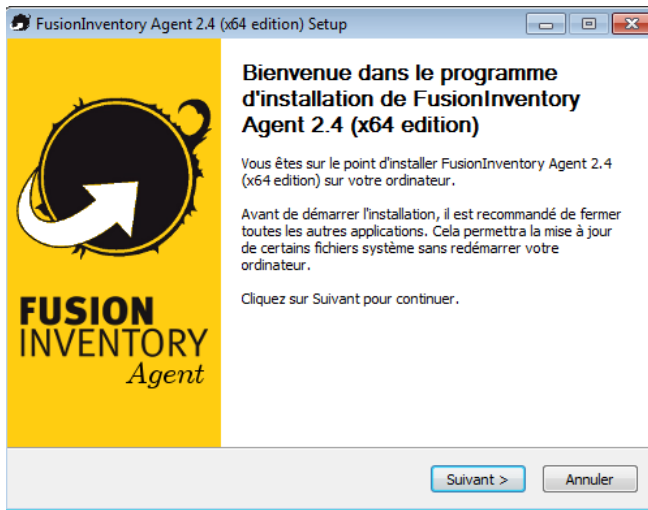 FusionInventory Agent 2.4 (x64 edition) Setup
Bienvenue dans le programme
d'installation de FusionInventory
Agent 2.4 (x64 edition)
Vous êtes sur le point d'installer FusionInventory Agent 2.4
(x64 edition) sur votre ordinateur.
Avant de démarrer l'installation, il est recommandé de fermer
toutes les autres applications. Cela permettra la mise à jour
de certains fichiers système sans redémarrer votre
ordinateur.
Cliquez sur Suivant pour continuer.
FUSION
INVENTORY
Agent
Suivant >
Annuler